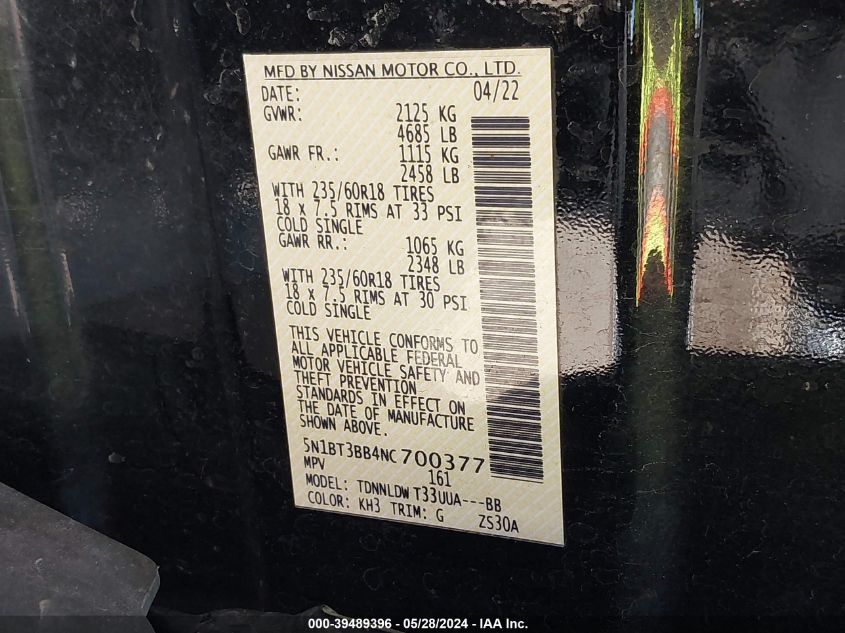 MFD BY NISSAN MOTOR CO., LTD.
DATE: 04/22
GVWR: 2125 KG
4685 LB
GAWR FR.: 1115 KG
2458 LB
WITH 235/60R18 TIRES
18 x 7.5 RIMS AT 33 PSI
COLD SINGLE
GAWR RR.: 1065 KG
2348 LB
WITH 235/60R18 TIRES
18 x 7.5 RIMS AT 30 PSI
COLD SINGLE
THIS VEHICLE CONFORMS TO
ALL APPLICABLE FEDERAL
MOTOR VEHICLE SAFETY AND
THEFT PREVENTION
STANDARDS IN EFFECT ON
THE DATE OF MANUFACTURE
SHOWN ABOVE.
5N1BT3BB4NC700377
MPV 161
MODEL: TDNNLDW T33UUA---BB
COLOR: KH3 TRIM: G ZS30A
000-39489396 / 05/28/2024 - IAA Inc.